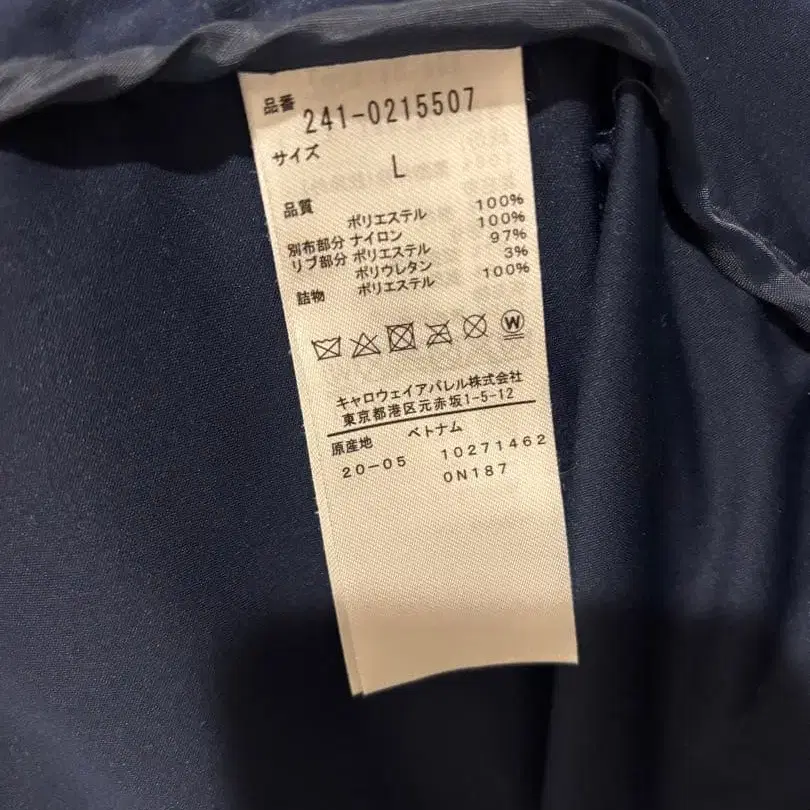 品番
241-0215507
サイズ
L
品質
ポリエステル 100%
別布部分 ナイロン 100%
リブ部分 ポリエステル 97%
ポリウレタン 3%
詰物 ポリエステル 100%
W
キャロウェイアパレル株式会社
東京都港区元赤坂1-5-12
原産地 ベトナム
20-05 10271462
0N187